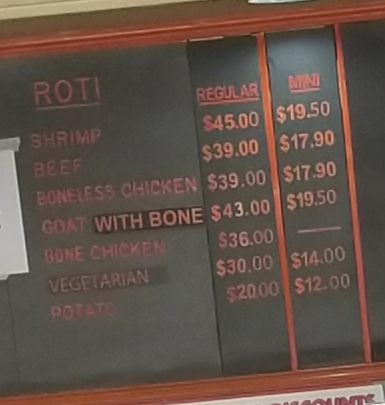 ROTI REGULAR MINI
SHRIMP $45.00 $19.50
BEEF $39.00 $17.90
BONELESS CHICKEN $39.00 $17.90
GOAT WITH BONE $43.00 $19.50
BONE CHICKEN $36.00
VEGETARIAN $30.00 $14.00
POTATO $20.00 $12.00
DISCOUNTS